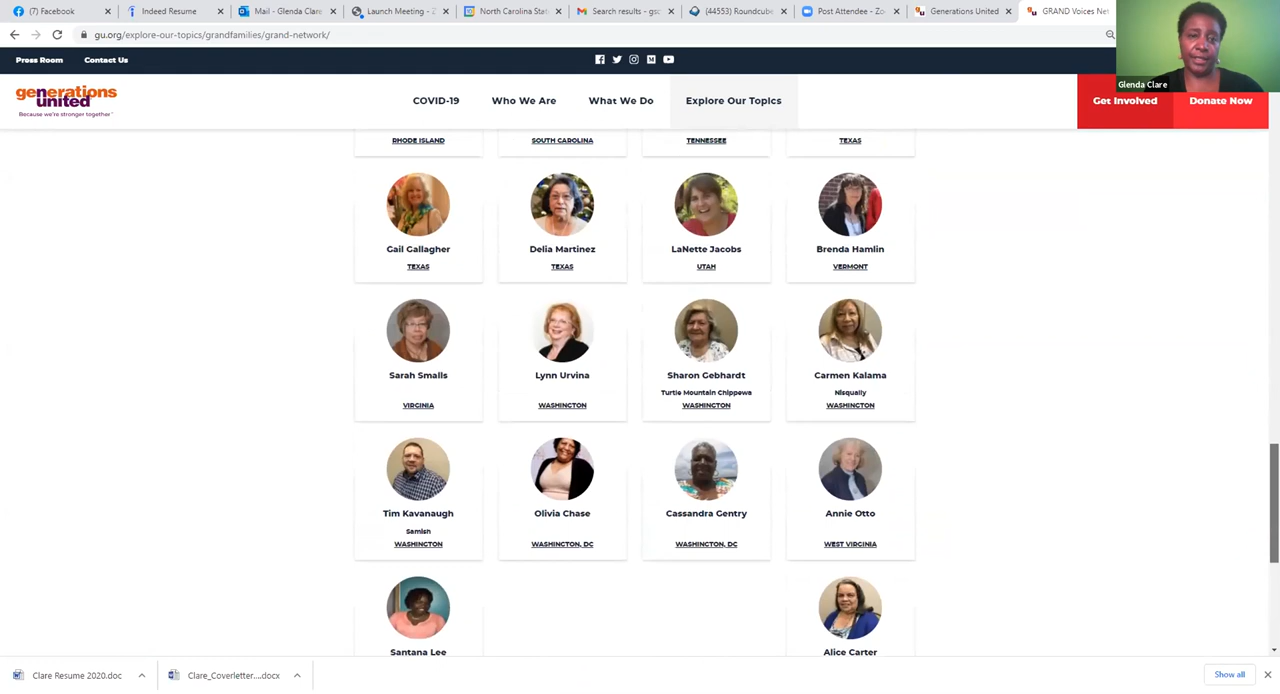 (7) Facebook
Indeed Resume
Mail - Glenda Clare
Launch Meeting - Z
North Carolina Stat
Search results - gsc
(44553) Roundcube
Post Attendee - Zo
Generations United
GRAND Voices Net
gu.org/explore-our-topics/grandfamilies/grand-network/
Glenda Clare
Press Room
Contact Us
generations
united
Because we're stronger together
COVID-19
Who We Are
What We Do
Explore Our Topics
Get Involved
Donate Now
RHODE ISLAND
SOUTH CAROLINA
TENNESSEE
TEXAS
Gail Gallagher
Delia Martinez
LaNette Jacobs
Brenda Hamlin
TEXAS
TEXAS
UTAH
VERMONT
Sarah Smalls
Lynn Urvina
Sharon Gebhardt
Carmen Kalama
Turtle Mountain Chippewa
Nisqually
VIRGINIA
WASHINGTON
WASHINGTON
WASHINGTON
Tim Kavanaugh
Olivia Chase
Cassandra Gentry
Annie Otto
Samish
WASHINGTON
WASHINGTON, DC
WASHINGTON, DC
WEST VIRGINIA
Santana Lee
Alice Carter
Clare Resume 2020.doc
Clare_Coverletter....docx
Show all